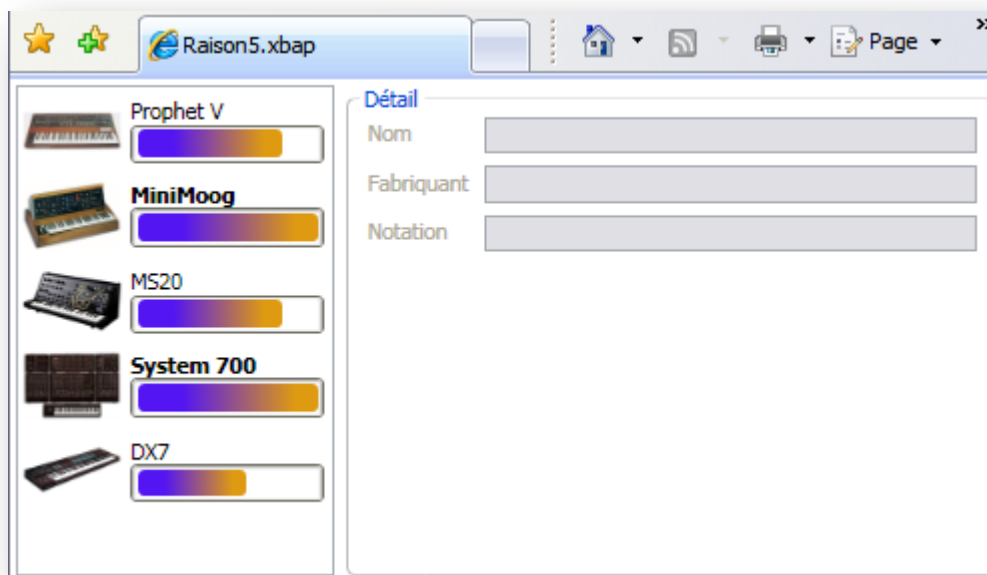 Raison5.xbap
Page
»
Prophet V
MiniMoog
MS20
System 700
DX7
Détail
Nom
Fabriquant
Notation